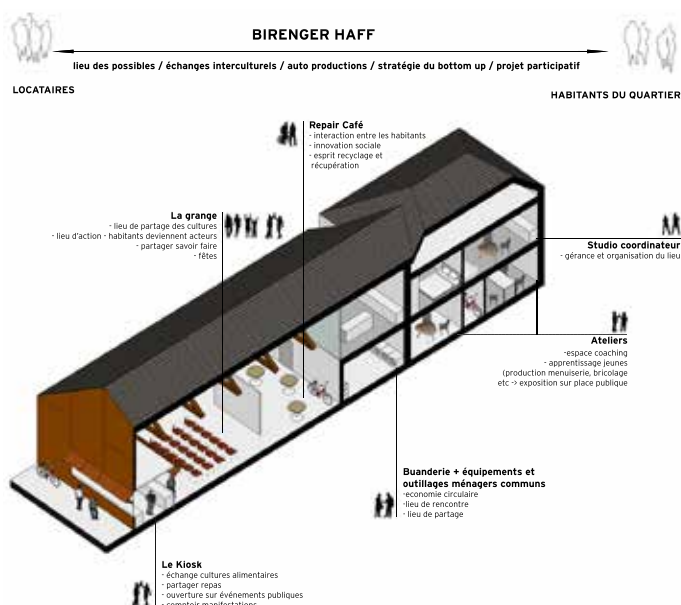 BIRENGER HAFF
lieu des possibles / échanges interculturels / auto productions / stratégie du bottom up / projet participatif
LOCATAIRES
HABITANTS DU QUARTIER
Repair Café
- interaction entre les habitants
- innovation sociale
- esprit recyclage et
récupération
La grange
- lieu de partage des cultures
- lieu d'action - habitants deviennent acteurs
- partager savoir faire
- fêtes
Studio coordinateur
- gérance et organisation du lieu
Ateliers
-espace coaching
- apprentissage jeunes
(production menuiserie, bricolage
etc -> exposition sur place publique
Buanderie + équipements et
outillages ménagers communs
-economie circulaire
-lieu de rencontre
- lieu de partage
Le Kiosk
- échange cultures alimentaires
- partager repas
- ouverture sur événements publiques
- comptoir manifestations